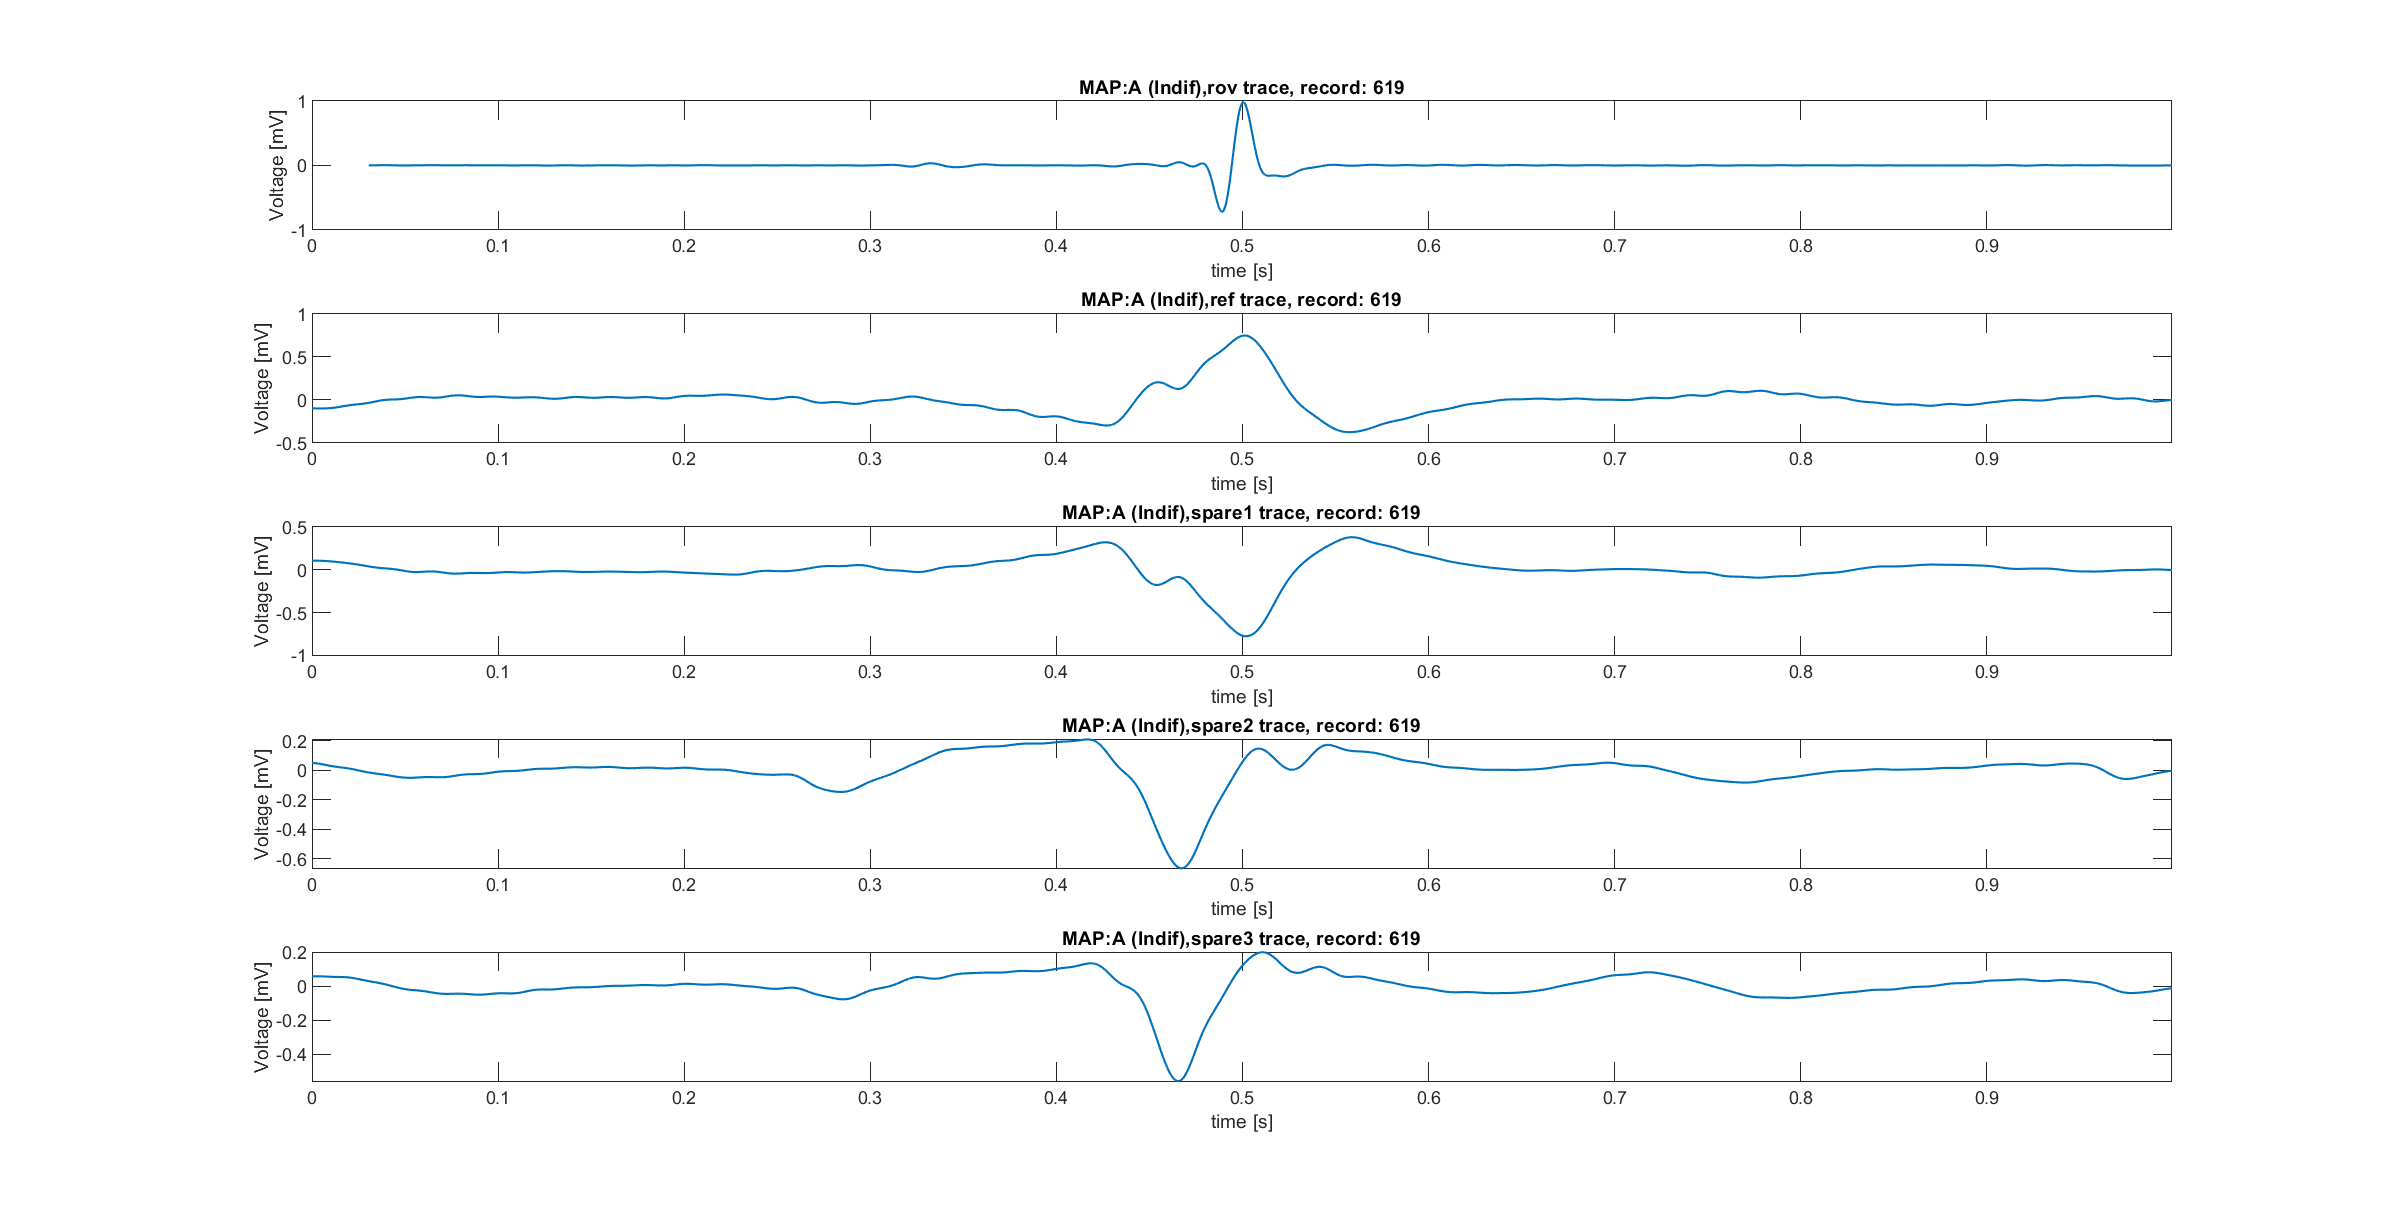 MAP:A (Indif),rov trace, record: 619
Voltage [mV]
1
0
-1
0 0.1 0.2 0.3 0.4 0.5 0.6 0.7 0.8 0.9
time [s]
MAP:A (Indif),ref trace, record: 619
Voltage [mV]
1
0.5
0
-0.5
0 0.1 0.2 0.3 0.4 0.5 0.6 0.7 0.8 0.9
time [s]
MAP:A (Indif),spare1 trace, record: 619
Voltage [mV]
0.5
0
-0.5
-1
0 0.1 0.2 0.3 0.4 0.5 0.6 0.7 0.8 0.9
time [s]
MAP:A (Indif),spare2 trace, record: 619
Voltage [mV]
0.2
0
-0.2
-0.4
-0.6
0 0.1 0.2 0.3 0.4 0.5 0.6 0.7 0.8 0.9
time [s]
MAP:A (Indif),spare3 trace, record: 619
Voltage [mV]
0.2
0
-0.2
-0.4
0 0.1 0.2 0.3 0.4 0.5 0.6 0.7 0.8 0.9
time [s]